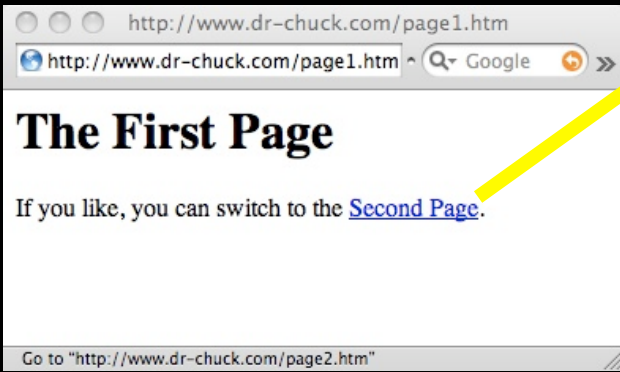 http://www.dr-chuck.com/page1.htm
http://www.dr-chuck.com/page1.htm Google
The First Page
If you like, you can switch to the Second Page.
Go to “http://www.dr-chuck.com/page2.htm”